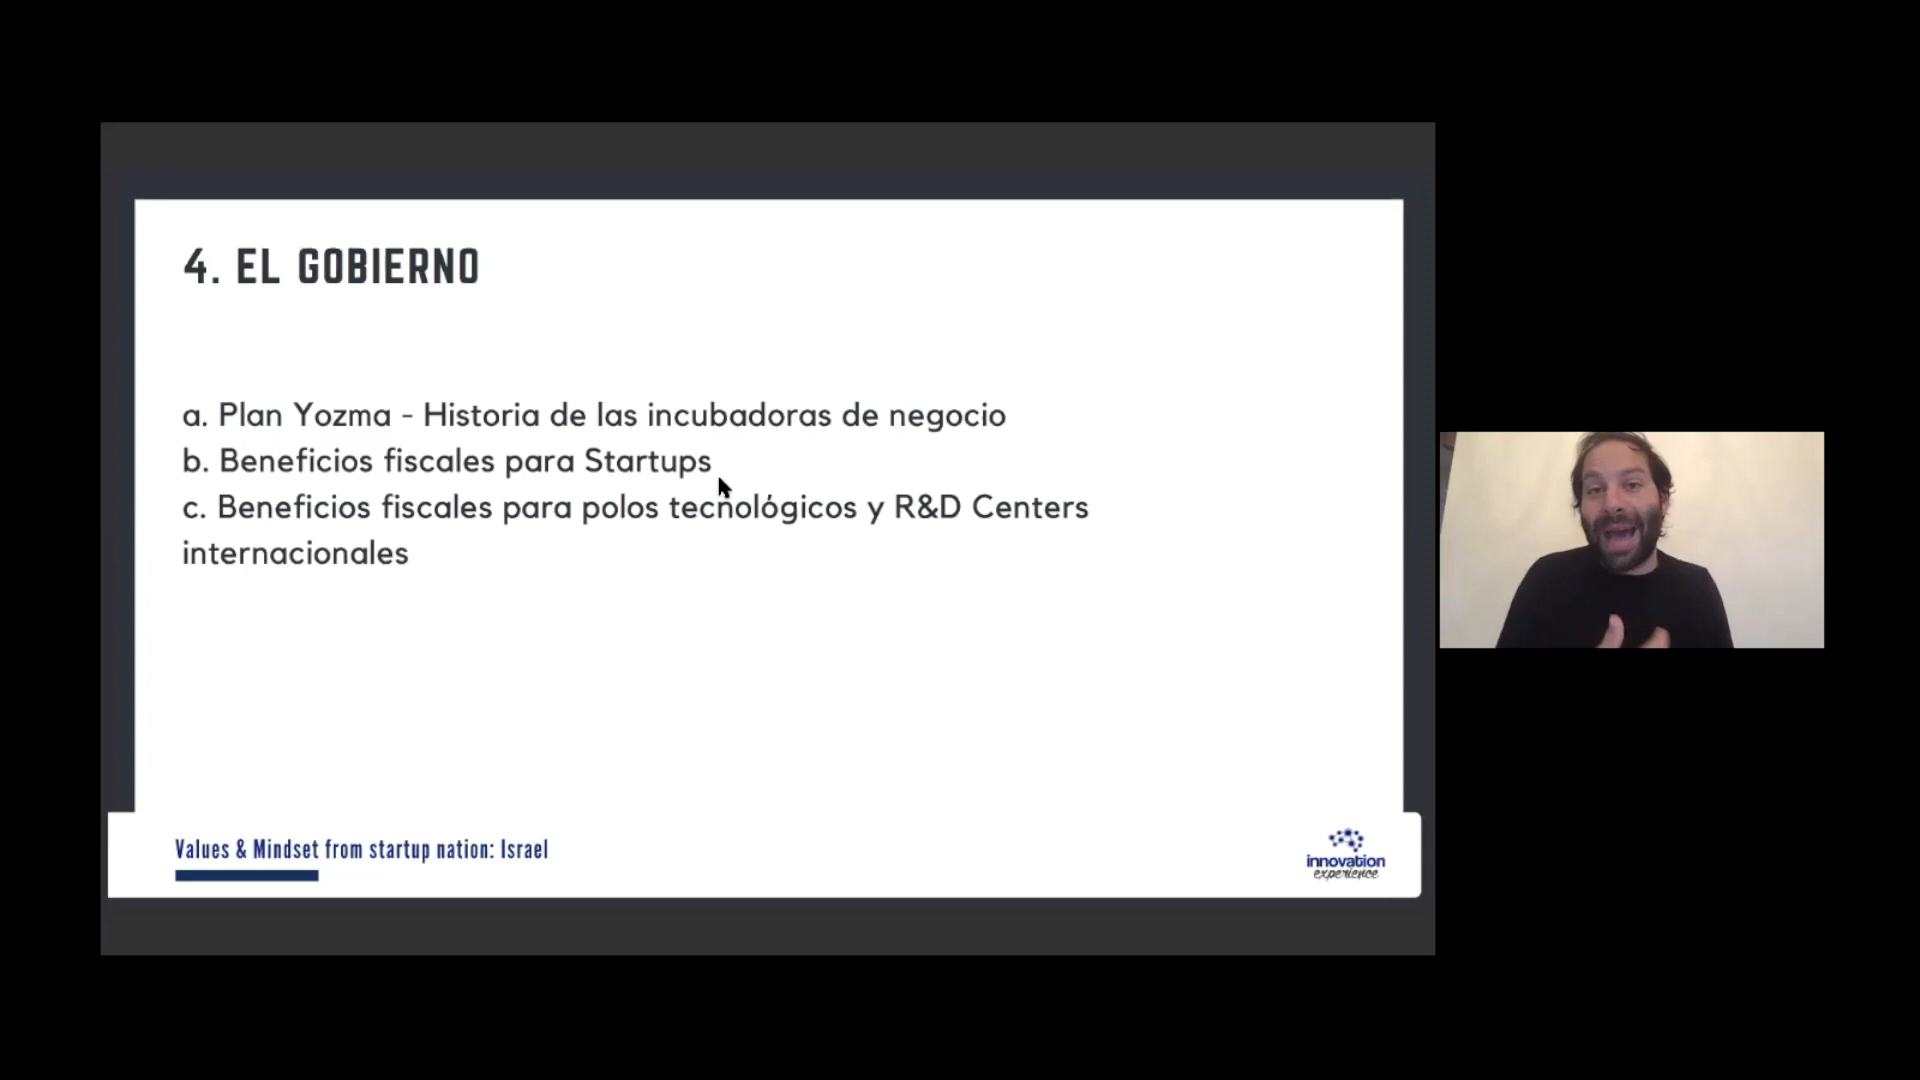 4. EL GOBIERNO
a. Plan Yozma - Historia de las incubadoras de negocio
b. Beneficios fiscales para Startups
c. Beneficios fiscales para polos tecnológicos y R&D Centers
internacionales
Values & Mindset from startup nation: Israel
innovation
experience